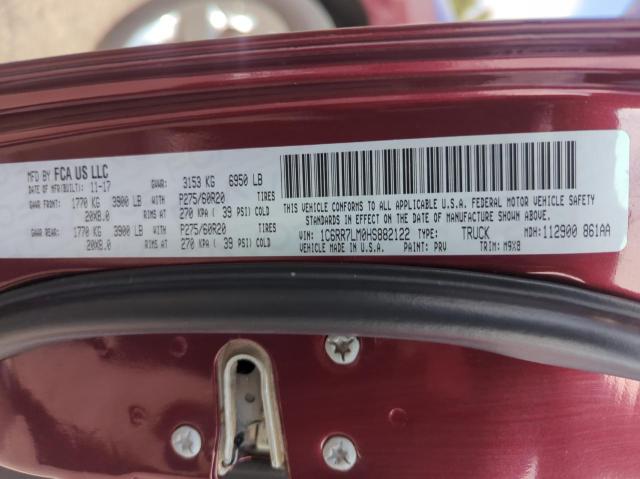 MFD BY FCA US LLC
DATE OF MFR(BUILT): 11-17 GVWR: 3153 KG 6950 LB
GAWR FRONT: 1770 KG 3900 LB P275/60R20 TIRES
20X8.0 RIMS AT 270 KPA ( 39 PSI) COLD
GAWR REAR: 1770 KG 3900 LB P275/60R20 TIRES
20X8.0 RIMS AT 270 KPA ( 39 PSI) COLD
THIS VEHICLE CONFORMS TO ALL APPLICABLE U.S.A. FEDERAL MOTOR VEHICLE SAFETY
STANDARDS IN EFFECT ON THE DATE OF MANUFACTURE SHOWN ABOVE.
VIN: 1C6RR7LM0HS882122 TYPE: TRUCK MDH:112900 861AA
VEHICLE MADE IN U.S.A. PAINT: PRV TRIM: M9X8